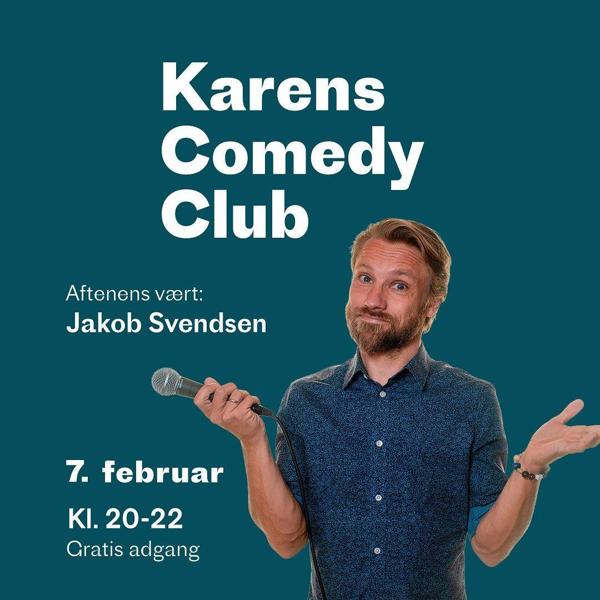 Karens
Comedy
Club
Aftenens vært:
Jakob Svendsen
7. februar
Kl. 20-22
Gratis adgang